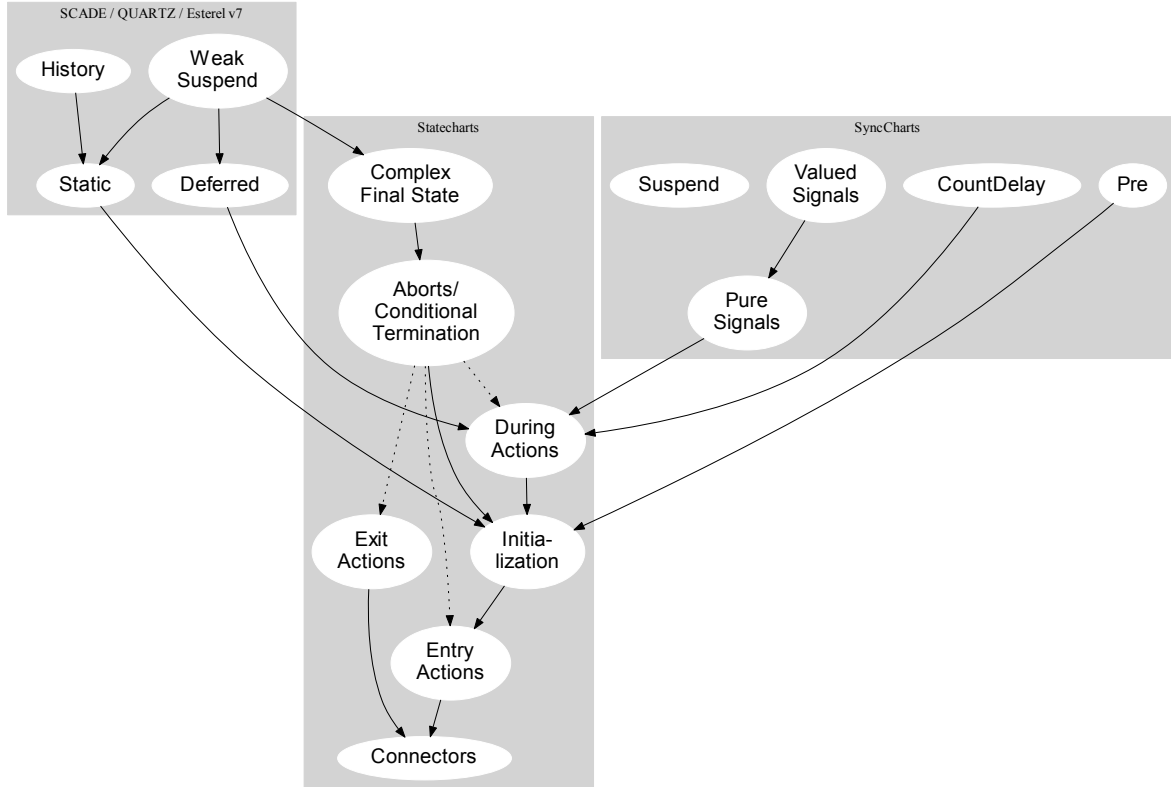 SCADE / QUARTZ / Esterel v7
History
Weak
Suspend
Static
Deferred
Statecharts
Complex
Final State
Aborts/
Conditional
Termination
During
Actions
Exit
Actions
Initia-
lization
Entry
Actions
Connectors
SyncCharts
Suspend
Valued
Signals
CountDelay
Pre
Pure
Signals